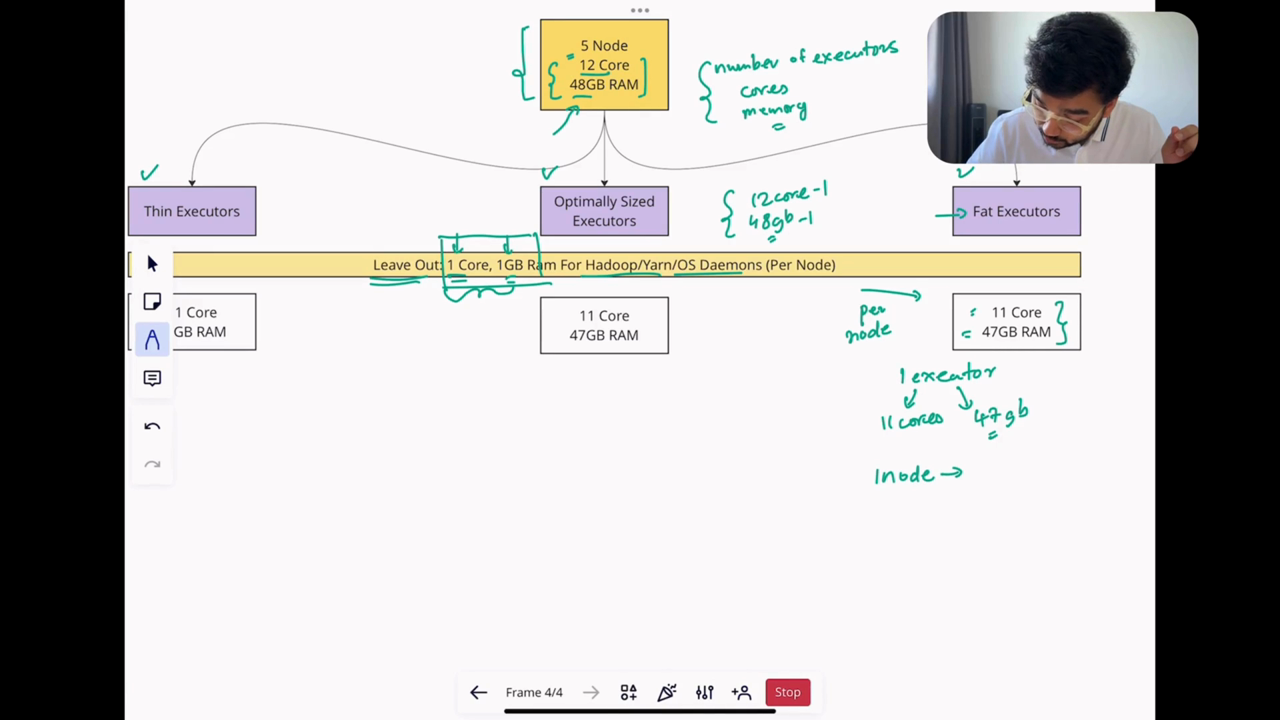 5 Node
12 Core
48GB RAM
number of executors
cores
memory
Thin Executors
Optimally Sized
Executors
12core-1
48gb-1
Fat Executors
Leave Out: 1 Core, 1GB Ram For Hadoop/Yarn/OS Daemons (Per Node)
1 Core
GB RAM
11 Core
47GB RAM
per
node
11 Core
47GB RAM
1 executor
11 cores
47gb
1node →
Frame 4/4
Stop